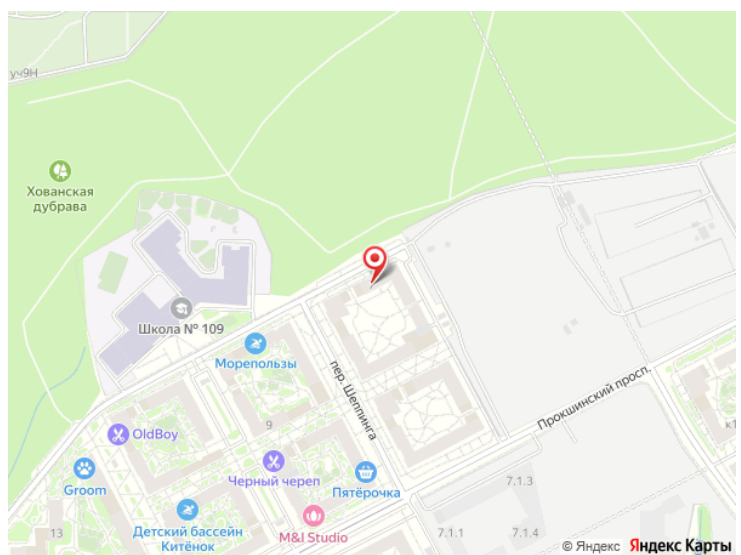 уч9Н
Хованская
дубрава
Школа № 109
Морепользы
пер. Шеппинга
Прокшинский просп.
OldBoy
9
Groom
Черный череп
Пятёрочка
7.1.3
Детский бассейн
Китёнок
M&I Studio
13
7.1.1
7.1.4
к1
© Яндекс Яндекс Карты